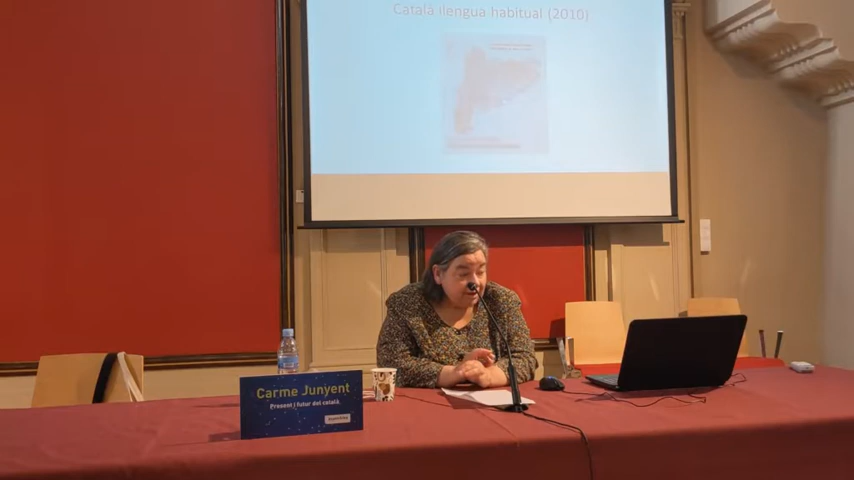 Català llengua habitual (2010)
Carme Junyent
Present i futur del català